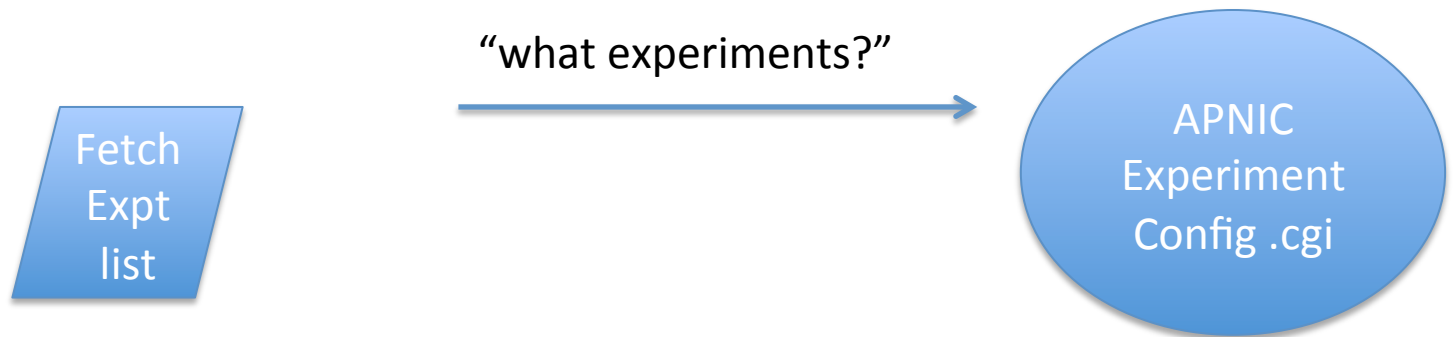 “what experiments?”
Fetch
Expt
list
APNIC
Experiment
Config .cgi